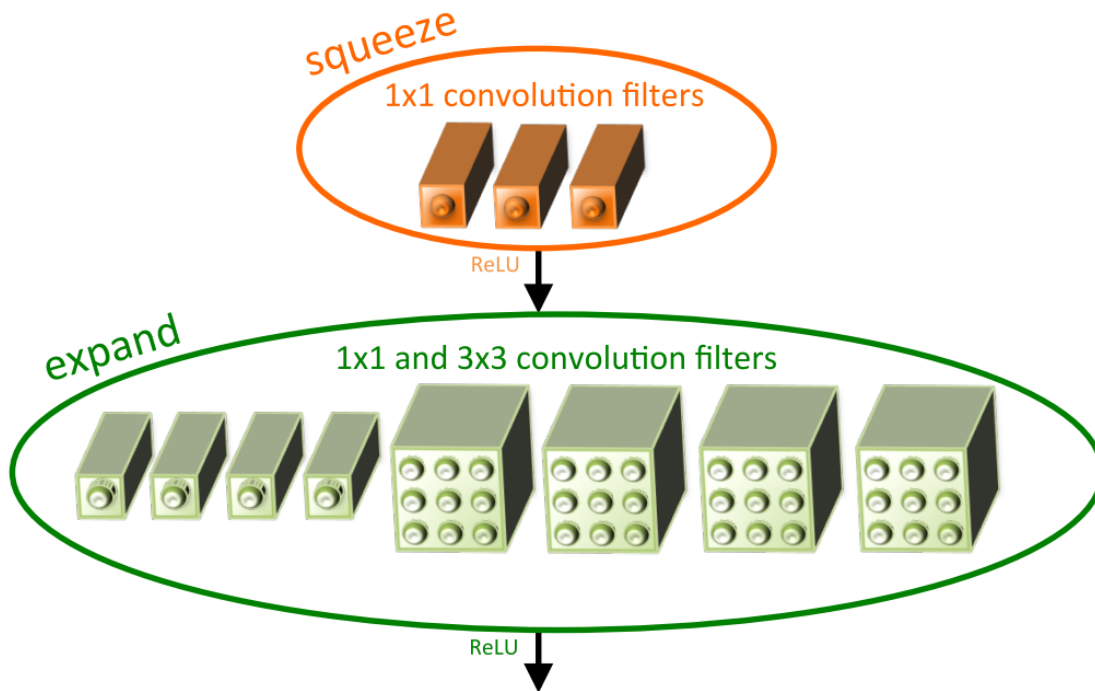 squeeze
1x1 convolution filters
ReLU
expand
1x1 and 3x3 convolution filters
ReLU